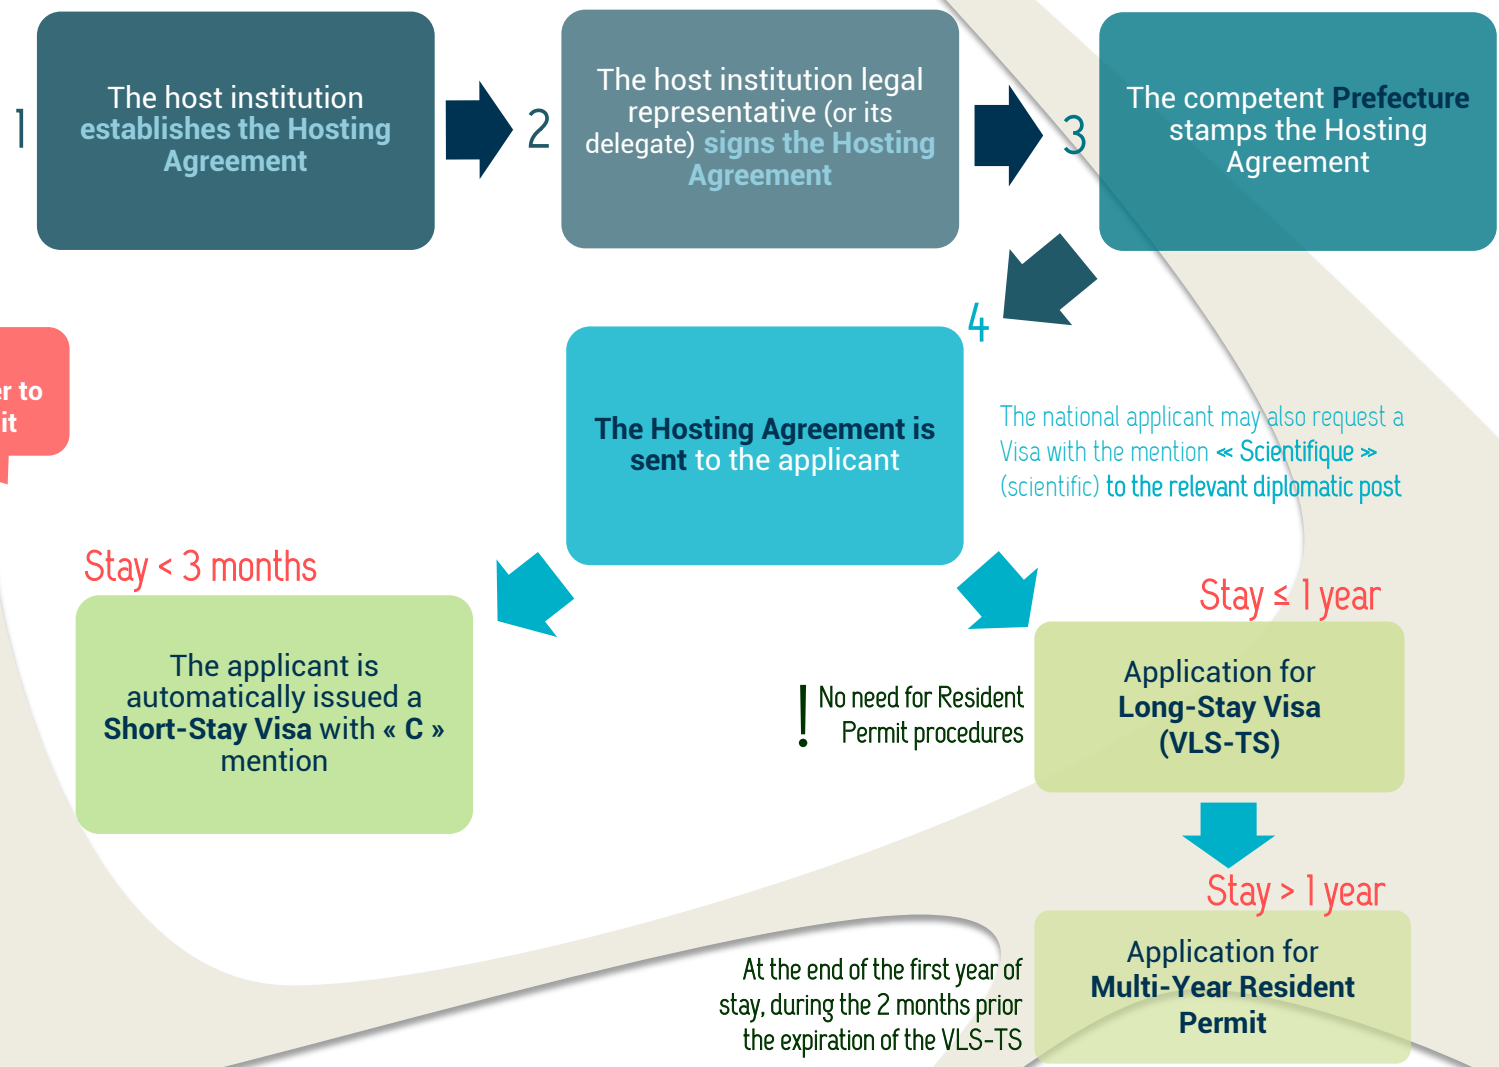 1
The host institution
establishes the Hosting
Agreement
2
The host institution legal
representative (or its
delegate) signs the Hosting
Agreement
3
The competent Prefecture
stamps the Hosting
Agreement
4
The Hosting Agreement is
sent to the applicant
The national applicant may also request a
Visa with the mention « Scientifique »
(scientific) to the relevant diplomatic post
to
it
Stay < 3 months
The applicant is
automatically issued a
Short-Stay Visa with « C »
mention
Stay ≤ 1 year
! No need for Resident
Permit procedures
Application for
Long-Stay Visa
(VLS-TS)
Stay > 1 year
At the end of the first year of
stay, during the 2 months prior
the expiration of the VLS-TS
Application for
Multi-Year Resident
Permit